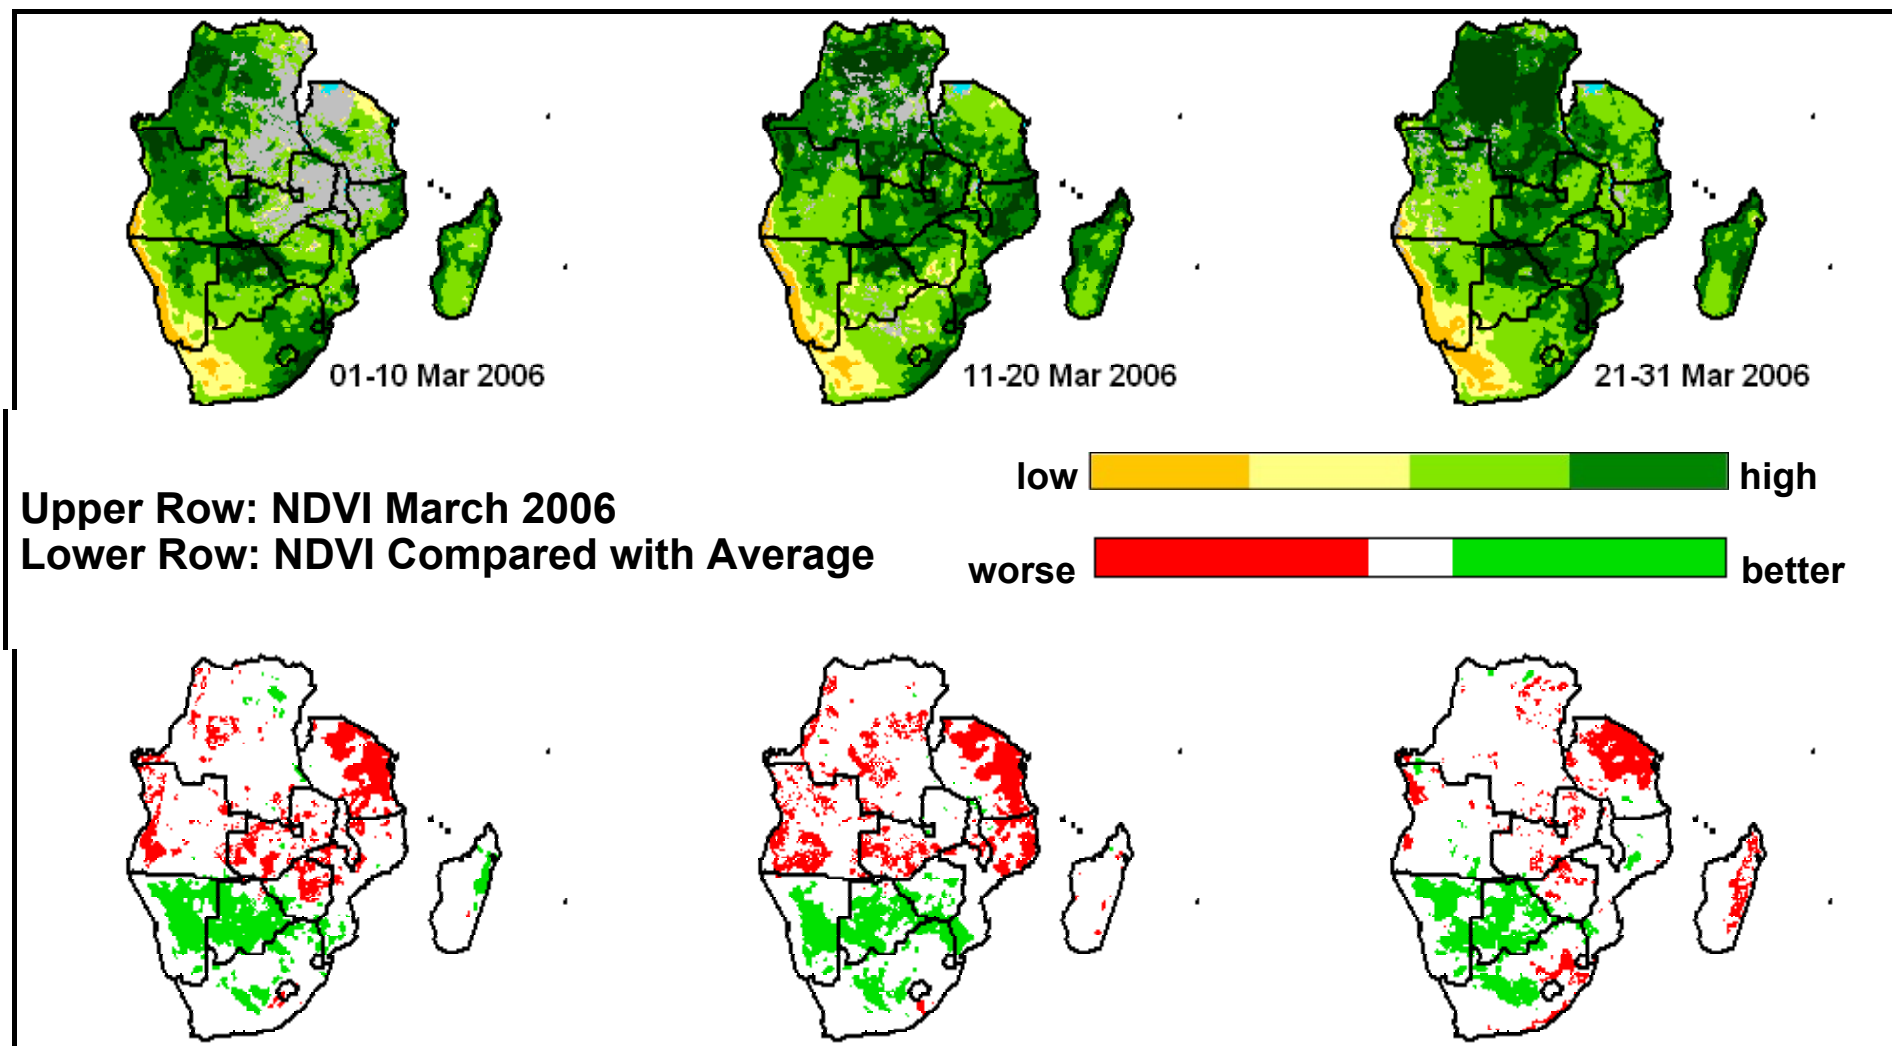 01-10 Mar 2006
11-20 Mar 2006
21-31 Mar 2006
low
high
Upper Row: NDVI March 2006
Lower Row: NDVI Compared with Average
worse
better